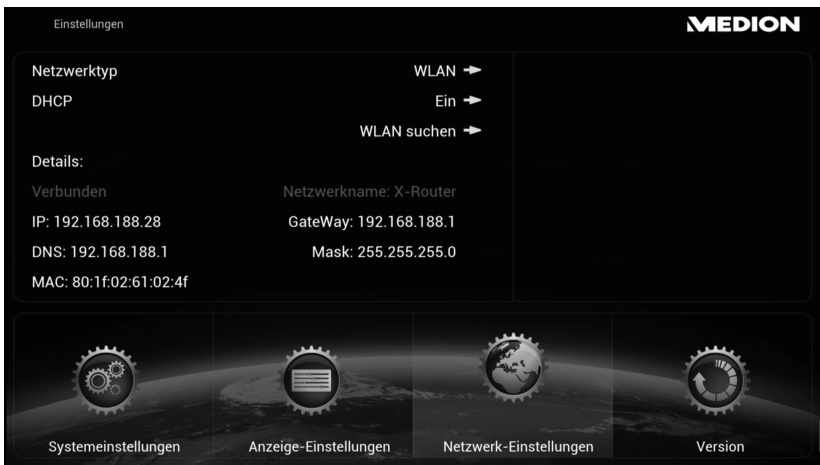 Einstellungen
MEDION
Netzwerktyp WLAN
DHCP Ein
WLAN suchen
Details:
Verbunden Netzwerkname: X-Router
IP: 192.168.188.28 GateWay: 192.168.188.1
DNS: 192.168.188.1 Mask: 255.255.255.0
MAC: 80:1f:02:61:02:4f
Systemeinstellungen Anzeige-Einstellungen Netzwerk-Einstellungen Version